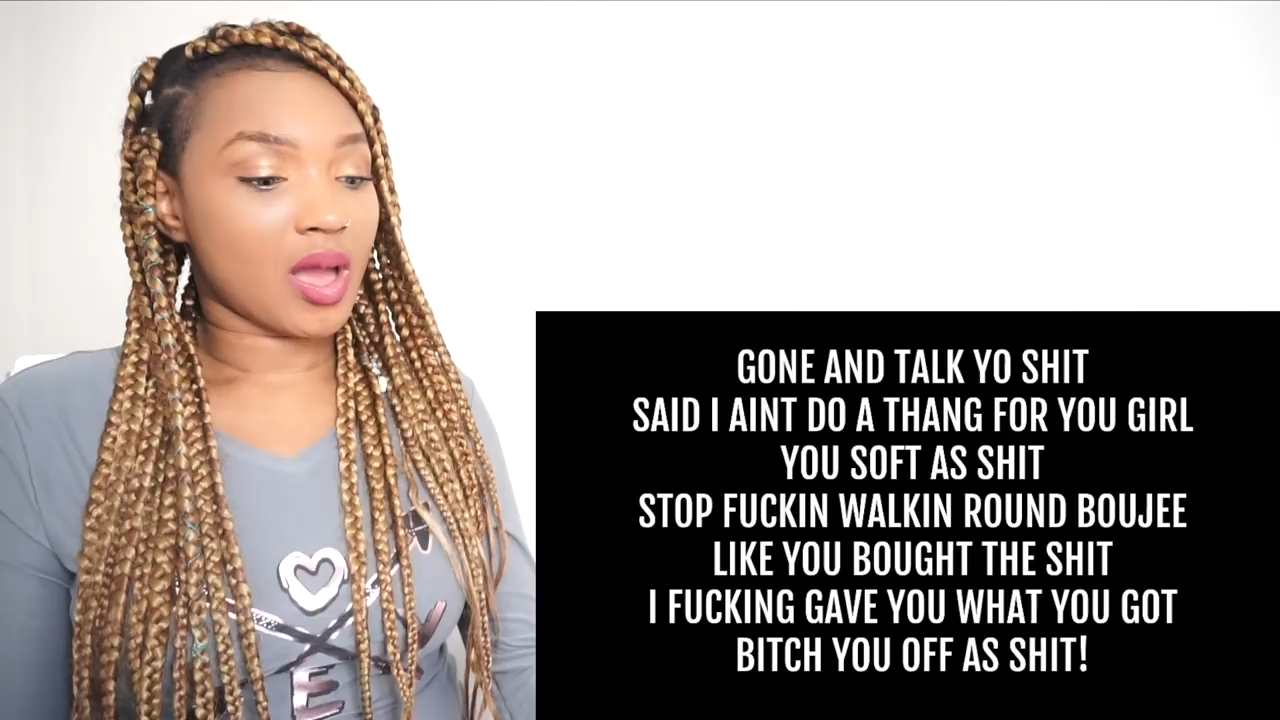 GONE AND TALK YO SHIT
SAID I AINT DO A THANG FOR YOU GIRL
YOU SOFT AS SHIT
STOP FUCKIN WALKIN ROUND BOUJEE
LIKE YOU BOUGHT THE SHIT
I FUCKING GAVE YOU WHAT YOU GOT
BITCH YOU OFF AS SHIT!